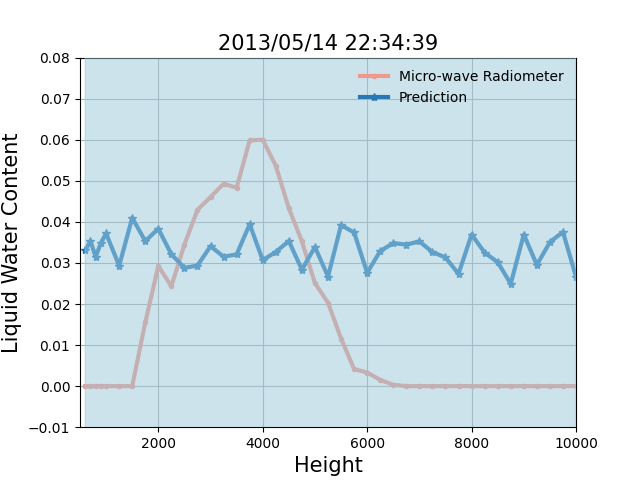 2013/05/14 22:34:39
Micro-wave Radiometer
Prediction
Liquid Water Content
0.08
0.07
0.06
0.05
0.04
0.03
0.02
0.01
0.00
−0.01
2000 4000 6000 8000 10000
Height